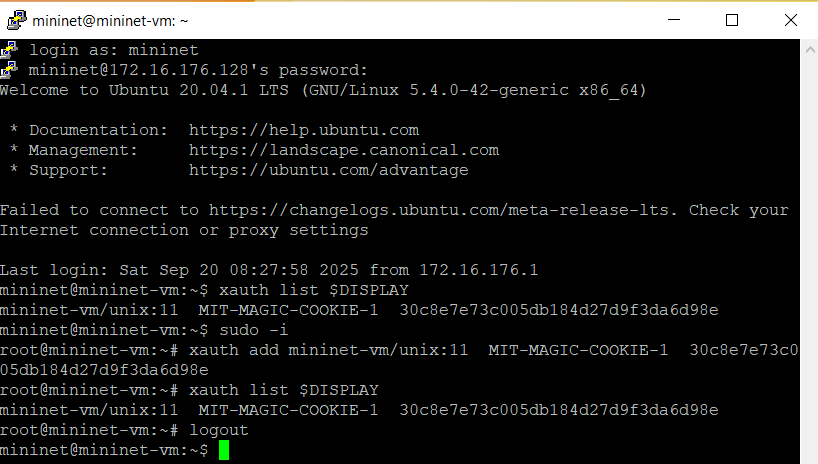 mininet@mininet-vm: ~
login as: mininet
mininet@172.16.176.128's password:
Welcome to Ubuntu 20.04.1 LTS (GNU/Linux 5.4.0-42-generic x86_64)
* Documentation:  https://help.ubuntu.com
* Management:     https://landscape.canonical.com
* Support:        https://ubuntu.com/advantage
Failed to connect to https://changelogs.ubuntu.com/meta-release-lts. Check your
Internet connection or proxy settings
Last login: Sat Sep 20 08:27:58 2025 from 172.16.176.1
mininet@mininet-vm:~$ xauth list $DISPLAY
mininet-vm/unix:11  MIT-MAGIC-COOKIE-1  30c8e7e73c005db184d27d9f3da6d98e
mininet@mininet-vm:~$ sudo -i
root@mininet-vm:~# xauth add mininet-vm/unix:11  MIT-MAGIC-COOKIE-1  30c8e7e73c0
05db184d27d9f3da6d98e
root@mininet-vm:~# xauth list $DISPLAY
mininet-vm/unix:11  MIT-MAGIC-COOKIE-1  30c8e7e73c005db184d27d9f3da6d98e
root@mininet-vm:~# logout
mininet@mininet-vm:~$